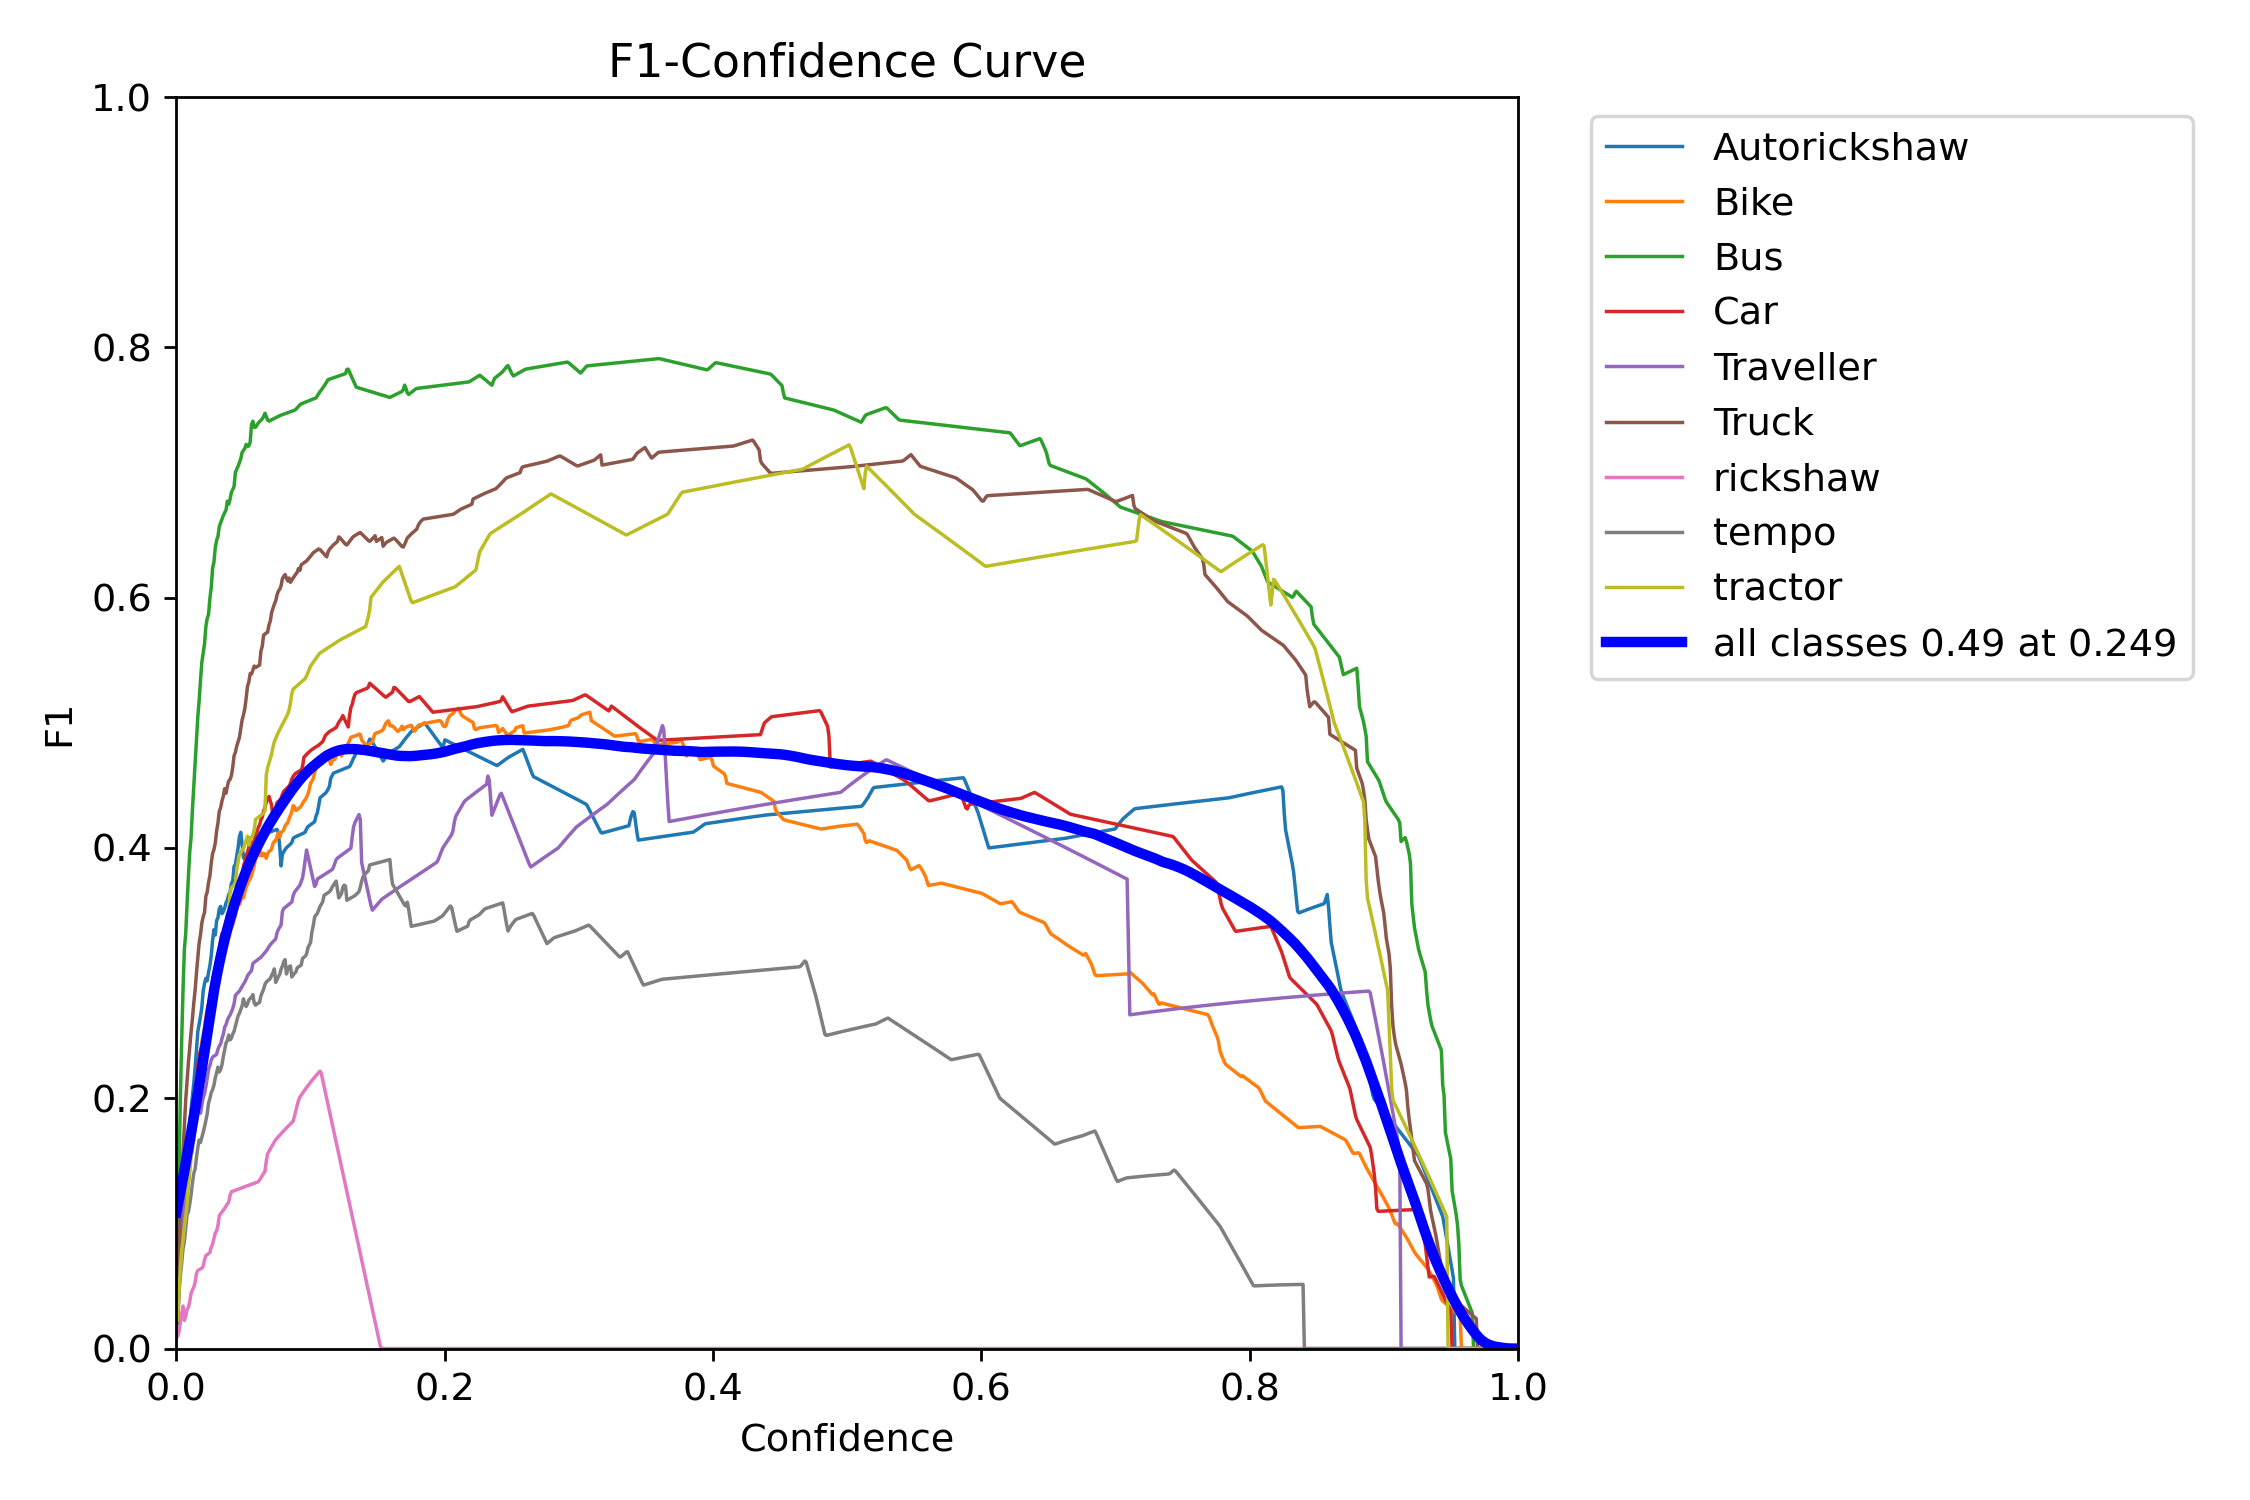 F1-Confidence Curve
1.0
0.8
0.6
0.4
0.2
0.0
F1
0.0 0.2 0.4 0.6 0.8 1.0
Confidence
Autorickshaw
Bike
Bus
Car
Traveller
Truck
rickshaw
tempo
tractor
all classes 0.49 at 0.249